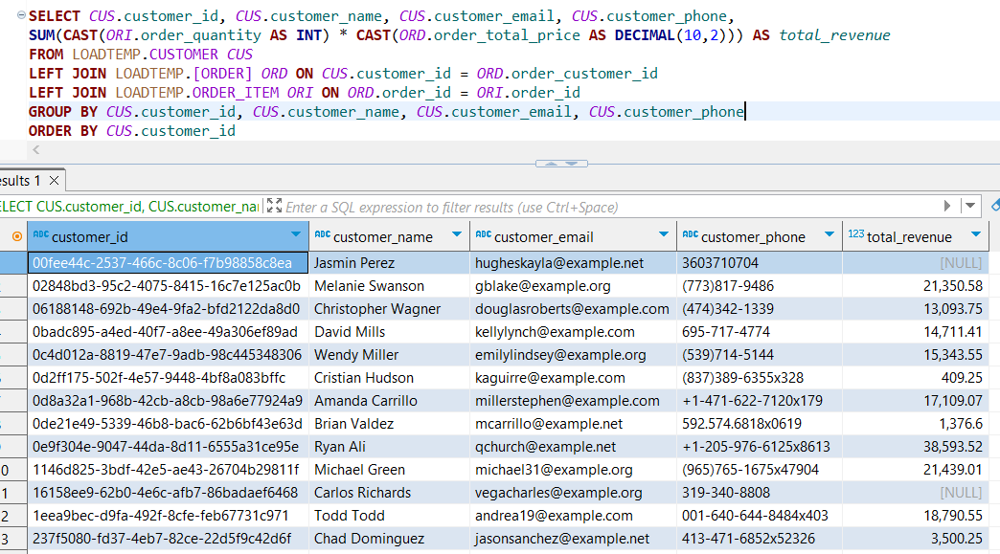 SELECT CUS.customer_id, CUS.customer_name, CUS.customer_email, CUS.customer_phone,
SUM(CAST(ORI.order_quantity AS INT) * CAST(ORD.order_total_price AS DECIMAL(10,2))) AS total_revenue
FROM LOADTEMP.CUSTOMER CUS
LEFT JOIN LOADTEMP.[ORDER] ORD ON CUS.customer_id = ORD.order_customer_id
LEFT JOIN LOADTEMP.ORDER_ITEM ORI ON ORD.order_id = ORI.order_id
GROUP BY CUS.customer_id, CUS.customer_name, CUS.customer_email, CUS.customer_phone
ORDER BY CUS.customer_id
esults 1
ELECT CUS.customer_id, CUS.customer_nar Enter a SQL expression to filter results (use Ctrl+Space)
ABC customer_id ABC customer_name ABC customer_email ABC customer_phone 123 total_revenue
00fee44c-2537-466c-8c06-f7b98858c8ea Jasmin Perez hugheskayla@example.net 3603710704 [NULL]
2 02848bd3-95c2-4075-8415-16c7e125ac0b Melanie Swanson gblake@example.org (773)817-9486 21,350.58
06188148-692b-49e4-9fa2-bfd2122da8d0 Christopher Wagner douglasroberts@example.com (474)342-1339 13,093.75
0badc895-a4ed-40f7-a8ee-49a306ef89ad David Mills kellylynch@example.com 695-717-4774 14,711.41
0c4d012a-8819-47e7-9adb-98c445348306 Wendy Miller emilylindsey@example.org (539)714-5144 15,343.55
0d2ff175-502f-4e57-9448-4bf8a083bffc Cristian Hudson kaguirre@example.com (837)389-6355x328 409.25
0d8a32a1-968b-42cb-a8cb-98a6e77924a9 Amanda Carrillo millerstephen@example.com +1-471-622-7120x179 17,109.07
0de21e49-5339-46b8-bac6-62b6bf43e63d Brian Valdez mcarrillo@example.net 592.574.6818x0619 1,376.6
0e9f304e-9047-44da-8d11-6555a31ce95e Ryan Ali qchurch@example.net +1-205-976-6125x8613 38,593.52
0 1146d825-3bdf-42e5-ae43-26704b29811f Michael Green michael31@example.org (965)765-1675x47904 21,439.01
1 16158ee9-62b0-4e6c-afb7-86badaef6468 Carlos Richards vegacharles@example.org 319-340-8808 [NULL]
2 1eea9bec-d9fa-492f-8cfe-feb67731c971 Todd Todd andrea19@example.com 001-640-644-8484x403 18,790.55
3 237f5080-fd37-4eb7-82ce-22d5f9c42d6f Chad Dominguez jasonsanchez@example.net 413-471-6852x52326 3,500.25